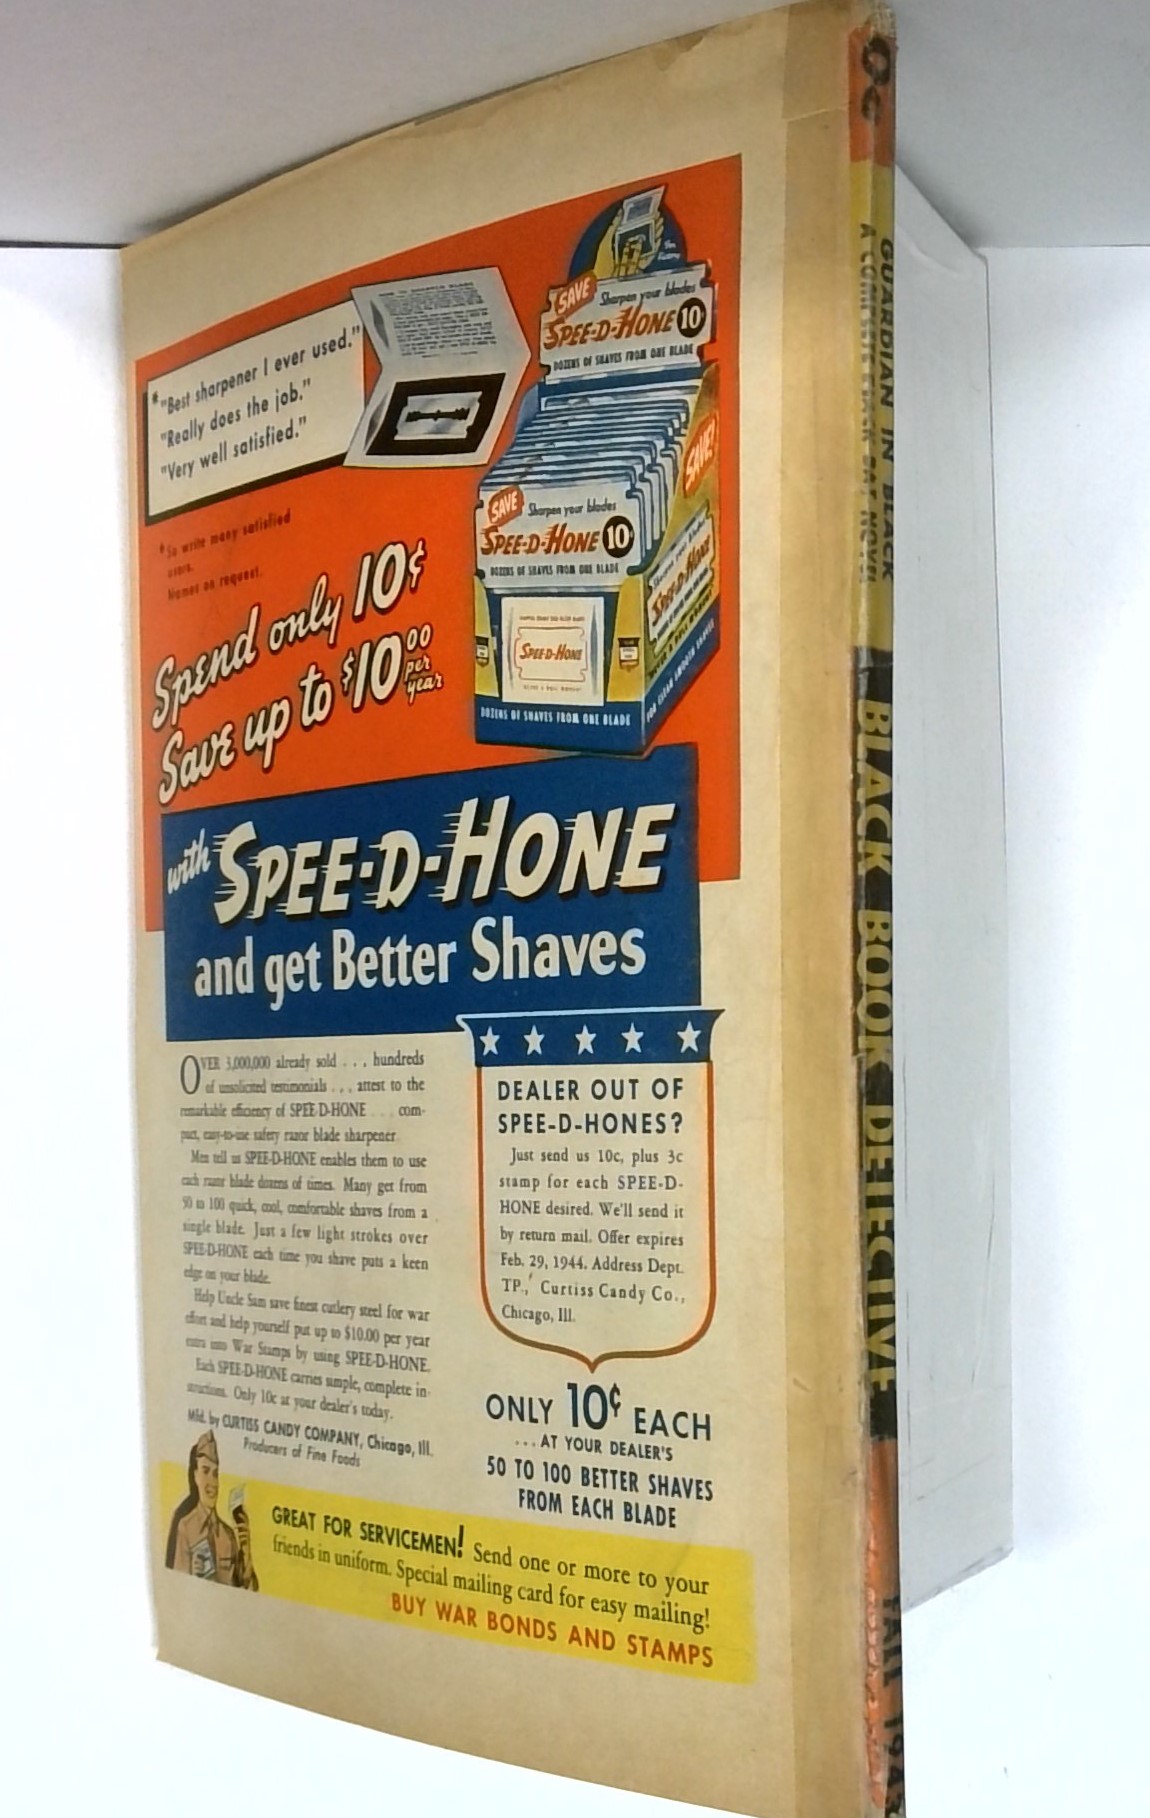 *"Best sharpener I ever used."
"Really does the job."
"Very well satisfied."
*So write many satisfied
users.
Names on request.
SAVE
Sharpen your blades
SPEE-D-HONE 10¢
DOZENS OF SHAVES FROM ONE BLADE
SAVE!
SAVE
Sharpen your blades
SPEE-D-HONE 10¢
DOZENS OF SHAVES FROM ONE BLADE
SPEE-D-HONE
DOZENS OF SHAVES FROM ONE BLADE
SPEE-D-HONE
FOR CLEAN SMOOTH SHAVES
Spend only 10¢
Save up to $10.00 per year
with SPEE-D-HONE
and get Better Shaves
OVER 3,000,000 already sold . . . hundreds
of unsolicited testimonials . . . attest to the
remarkable efficiency of SPEE-D-HONE . . . com-
pact, easy-to-use safety razor blade sharpener.
Men tell us SPEE-D-HONE enables them to use
each razor blade dozens of times. Many get from
50 to 100 quick, cool, comfortable shaves from a
single blade. Just a few light strokes over
SPEE-D-HONE each time you shave puts a keen
edge on your blade.
Help Uncle Sam save finest cutlery steel for war
effort and help yourself put up to $10.00 per year
extra into War Stamps by using SPEE-D-HONE.
Each SPEE-D-HONE carries simple, complete in-
structions. Only 10c at your dealer's today.
Mfd. by CURTISS CANDY COMPANY, Chicago, Ill.
Producers of Fine Foods
DEALER OUT OF
SPEE-D-HONES?
Just send us 10c, plus 3c
stamp for each SPEE-D-
HONE desired. We'll send it
by return mail. Offer expires
Feb. 29, 1944. Address Dept.
TP., Curtiss Candy Co.,
Chicago, Ill.
ONLY 10¢ EACH
. . . AT YOUR DEALER'S
50 TO 100 BETTER SHAVES
FROM EACH BLADE
GREAT FOR SERVICEMEN! Send one or more to your
friends in uniform. Special mailing card for easy mailing!
BUY WAR BONDS AND STAMPS
GUARDIAN IN BLACK
A COMPLETE BLACK BAT NOVEL
BLACK BOOK DETECTIVE
FALL 1943